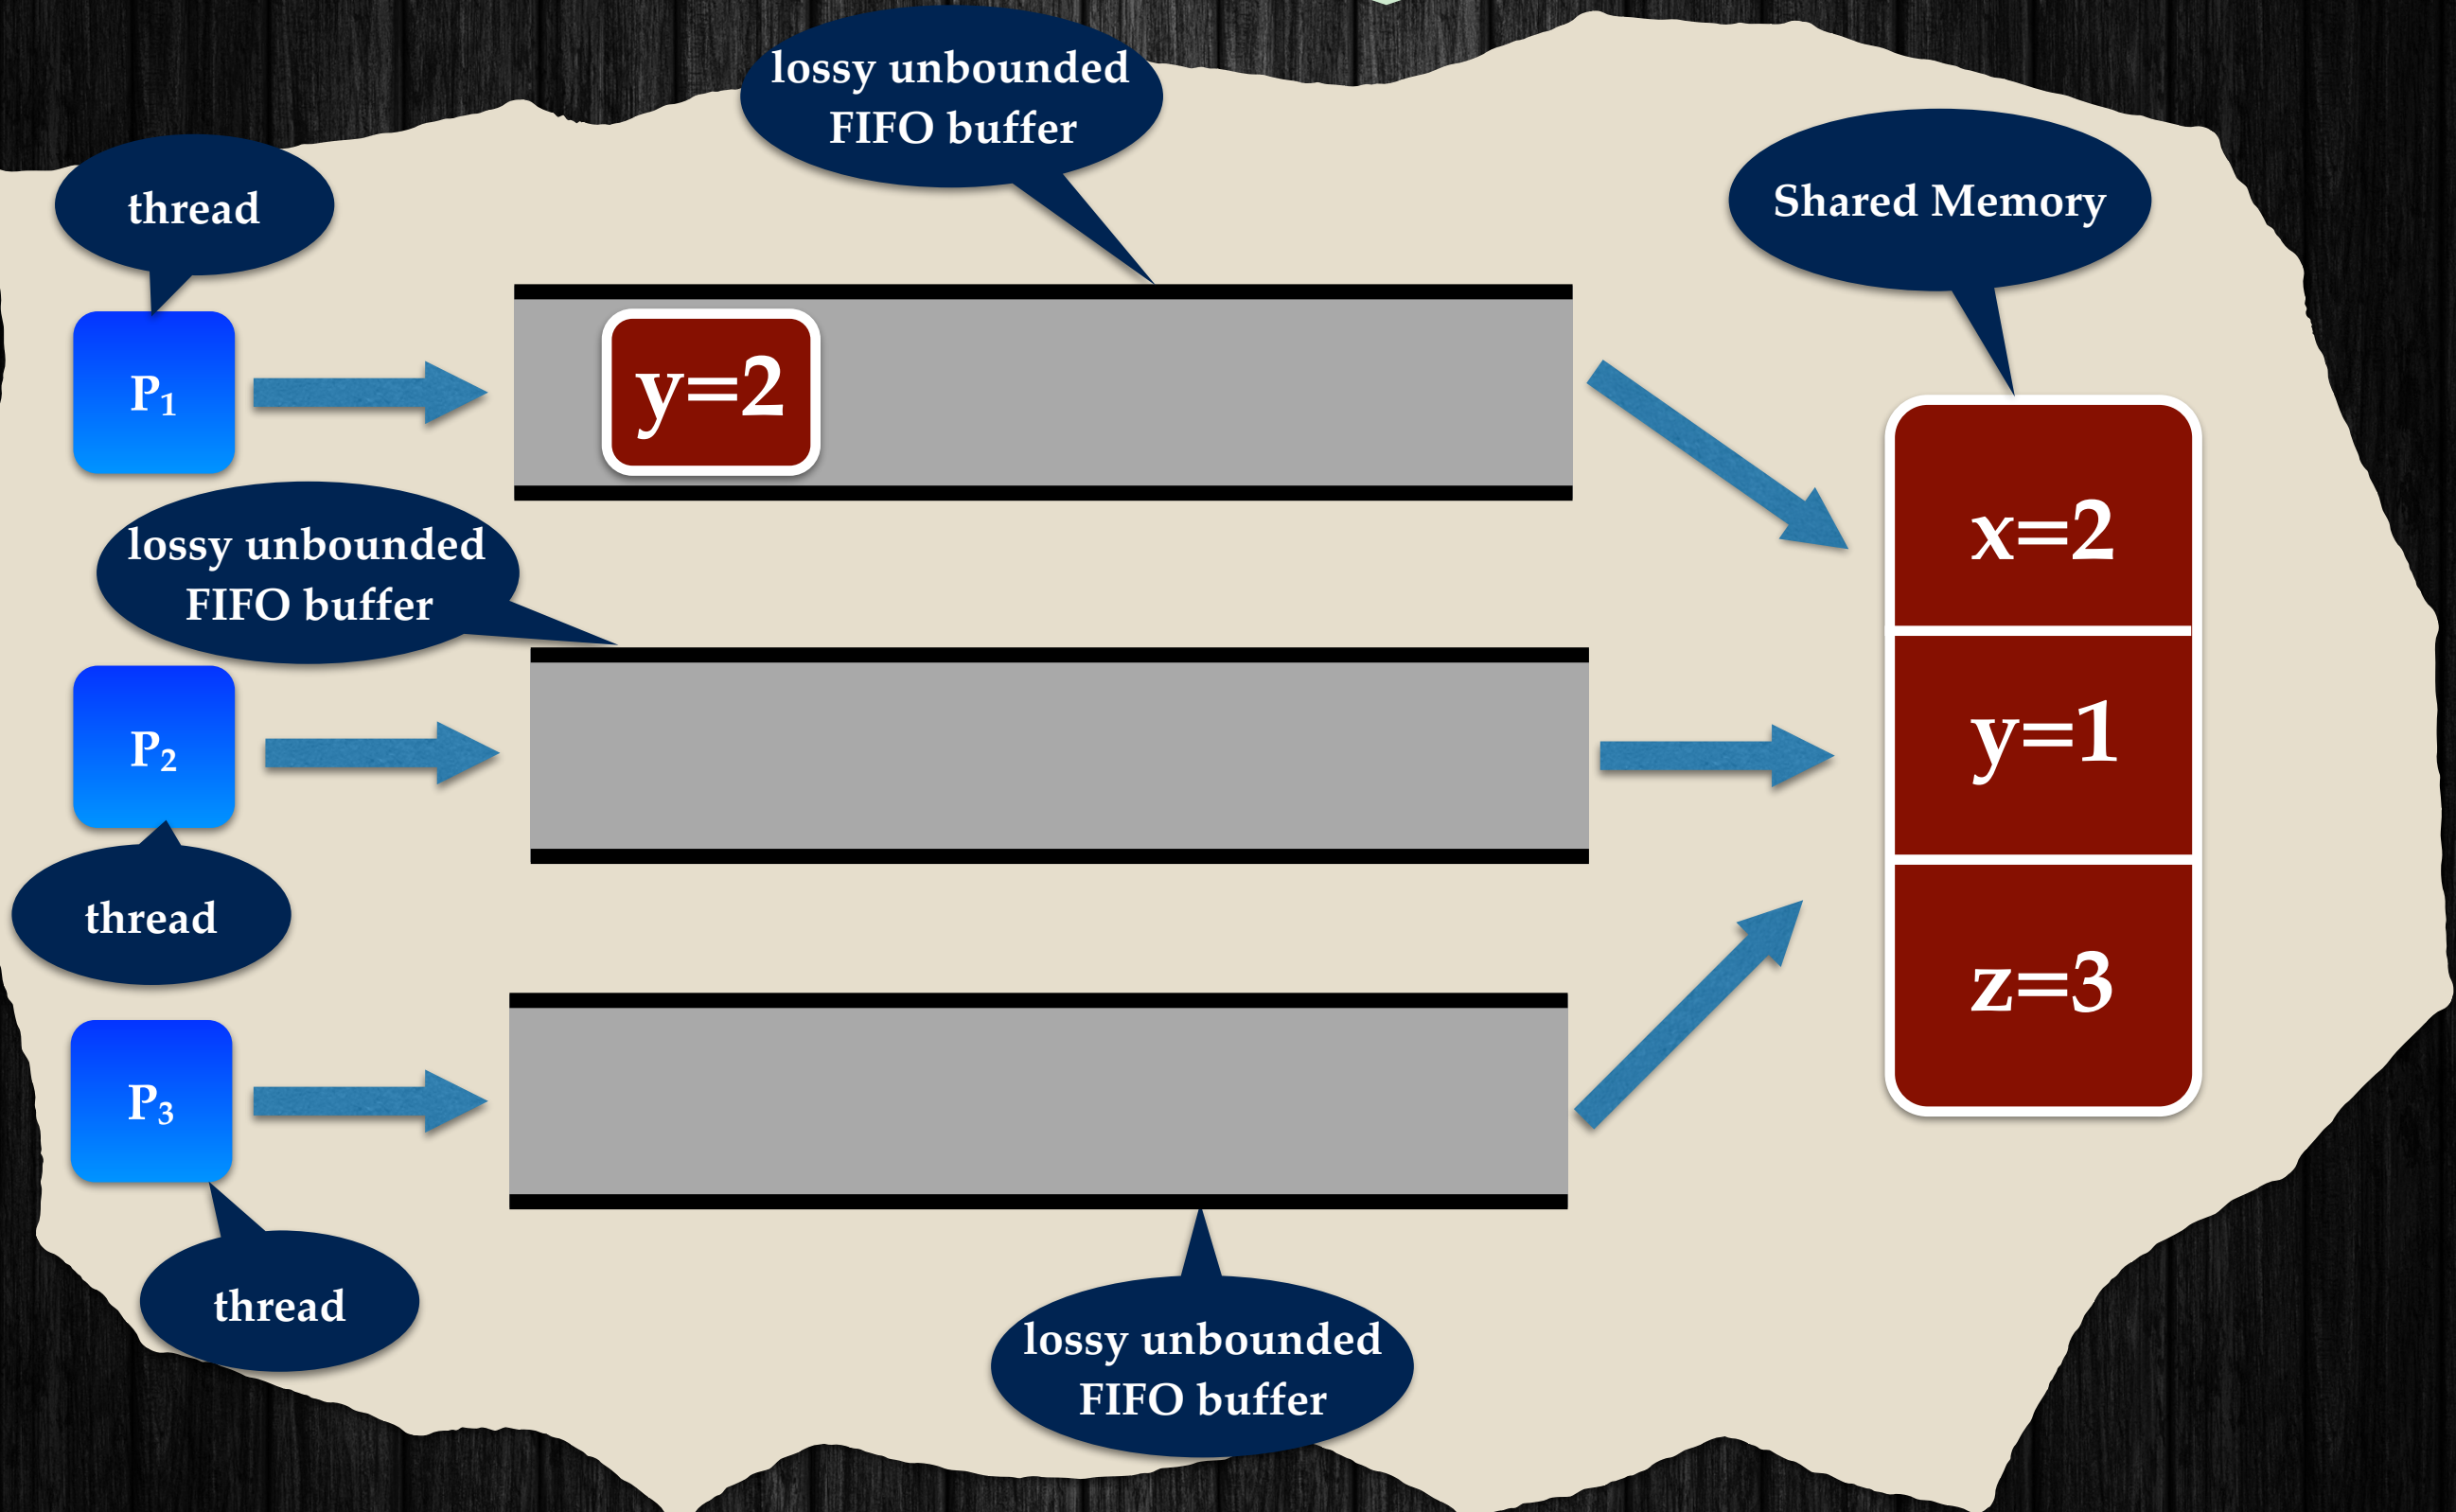 lossy unbounded
FIFO buffer
thread
Shared Memory
P₁
y=2
x=2
lossy unbounded
FIFO buffer
P₂
y=1
thread
z=3
P₃
thread
lossy unbounded
FIFO buffer